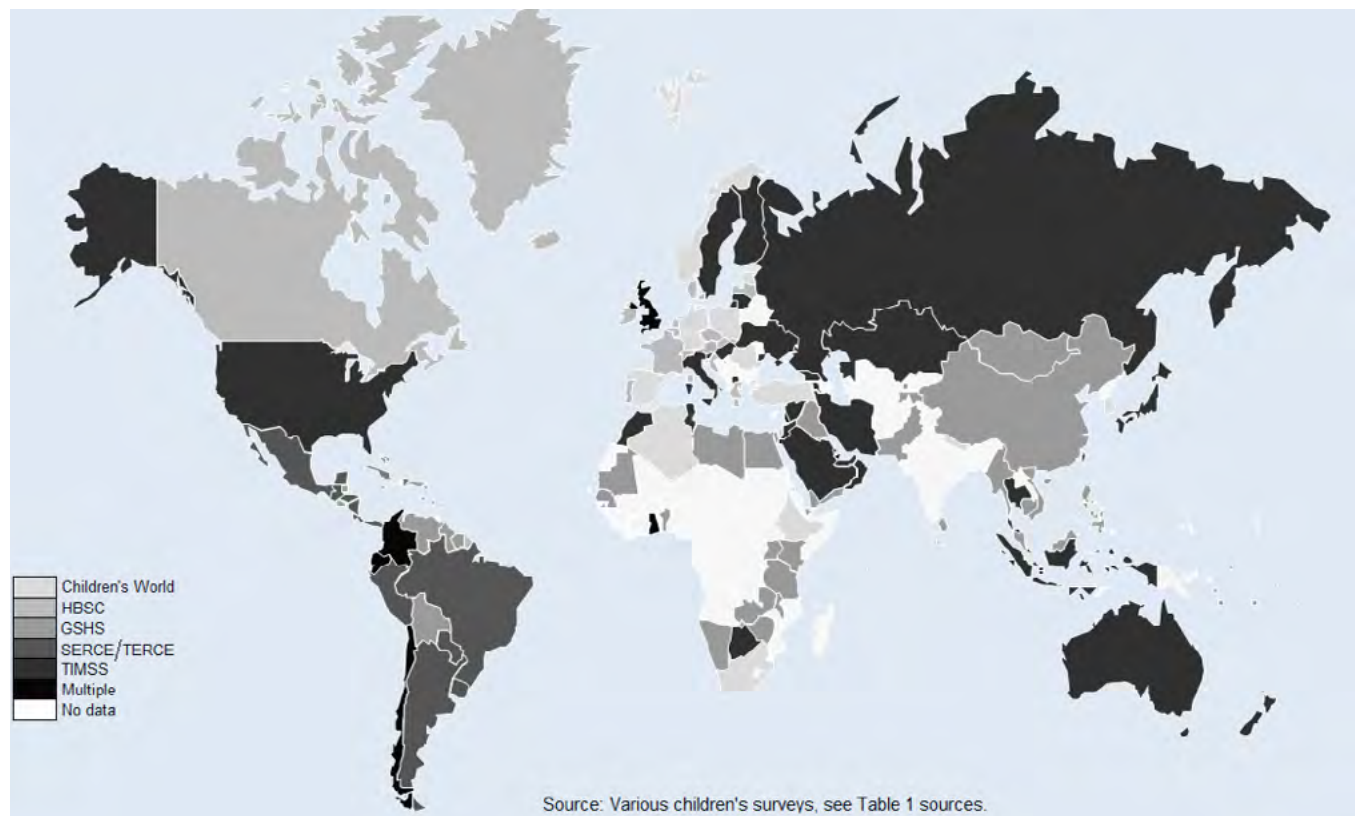 Children's World
HBSC
GSHS
SERCE/TERCE
TIMSS
Multiple
No data
Source: Various children's surveys, see Table 1 sources.